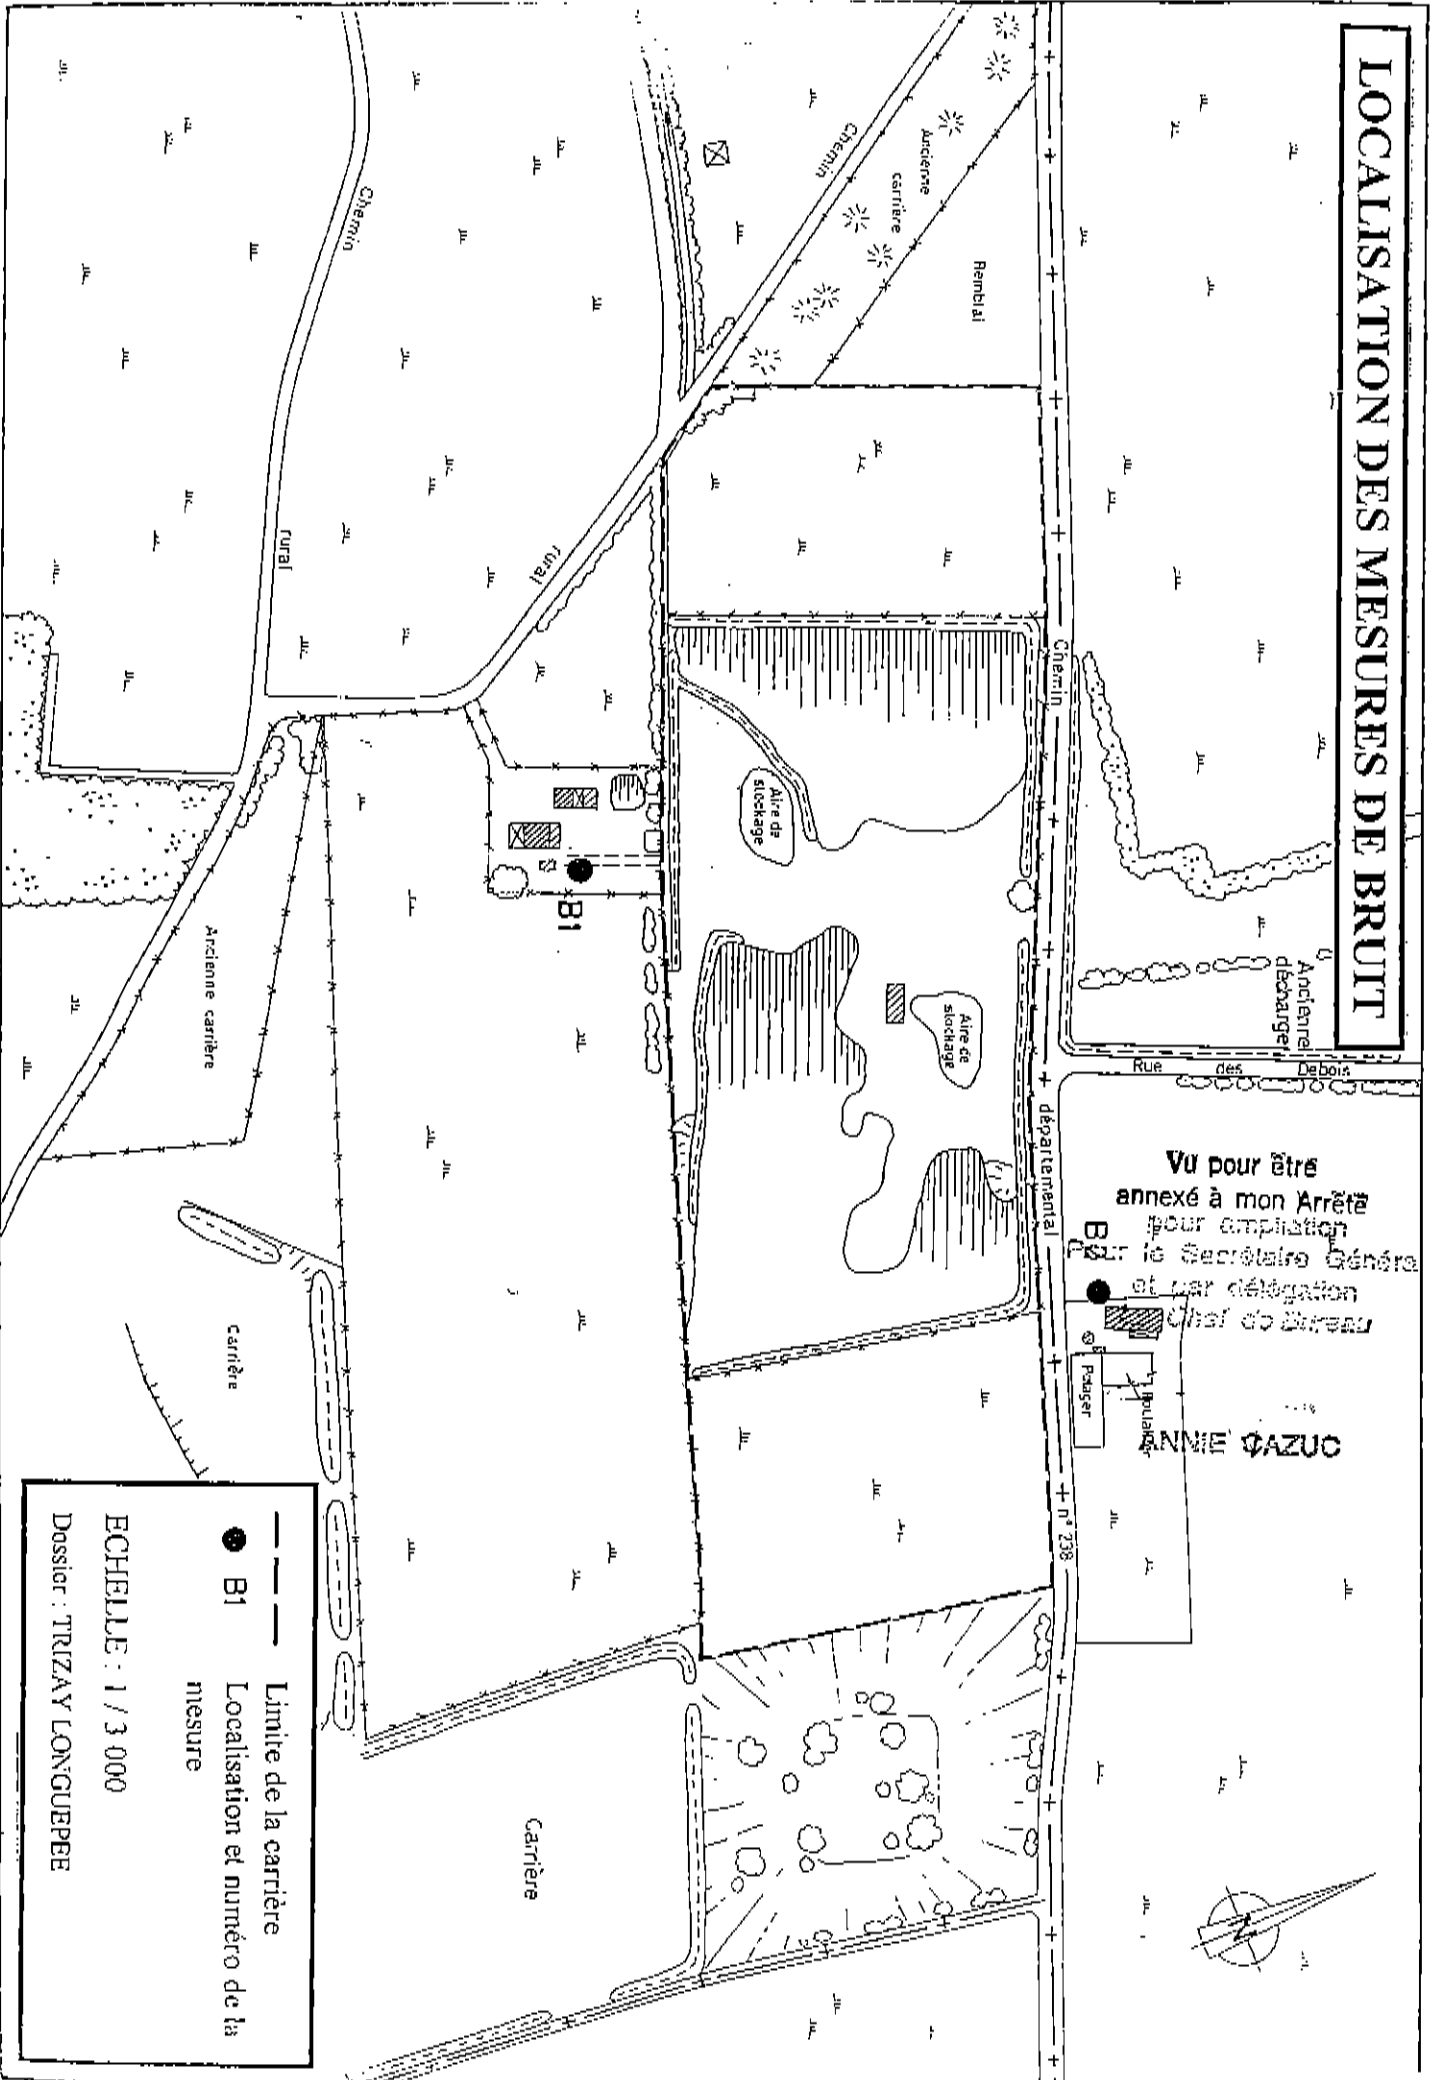 LOCALISATION DES MESURES DE BRUIT
Chemin
Ancienne
carrière
Remblai
Chemin
rural
rural
Chemin
départemental
n° 238
Aire de
stockage
Aire de
stockage
Ancienne
décharge
Rue des Debois
B1
Ancienne carrière
Carrière
Carrière
Potager
Vu pour être
annexé à mon Arrêté
pour ampliation
Pour le Secrétaire Général
et par délégation
Chef de Bureau
ANNIE CAZUC
N
Limite de la carrière
B1 Localisation et numéro de la
mesure
ECHELLE : 1 / 3 000
Dossier : TRIZAY LONGUEPEE